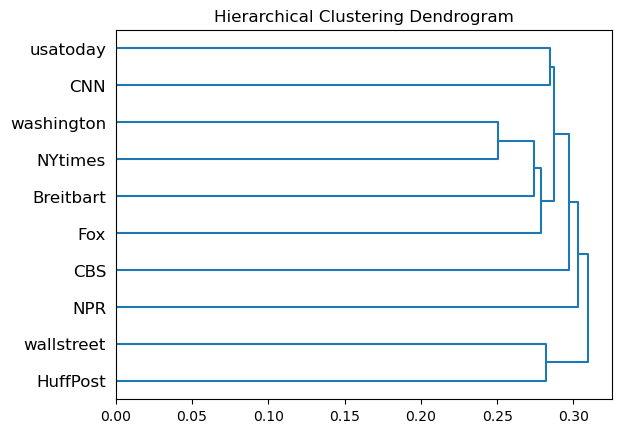 Hierarchical Clustering Dendrogram
usatoday
CNN
washington
NYtimes
Breitbart
Fox
CBS
NPR
wallstreet
HuffPost
0.00 0.05 0.10 0.15 0.20 0.25 0.30